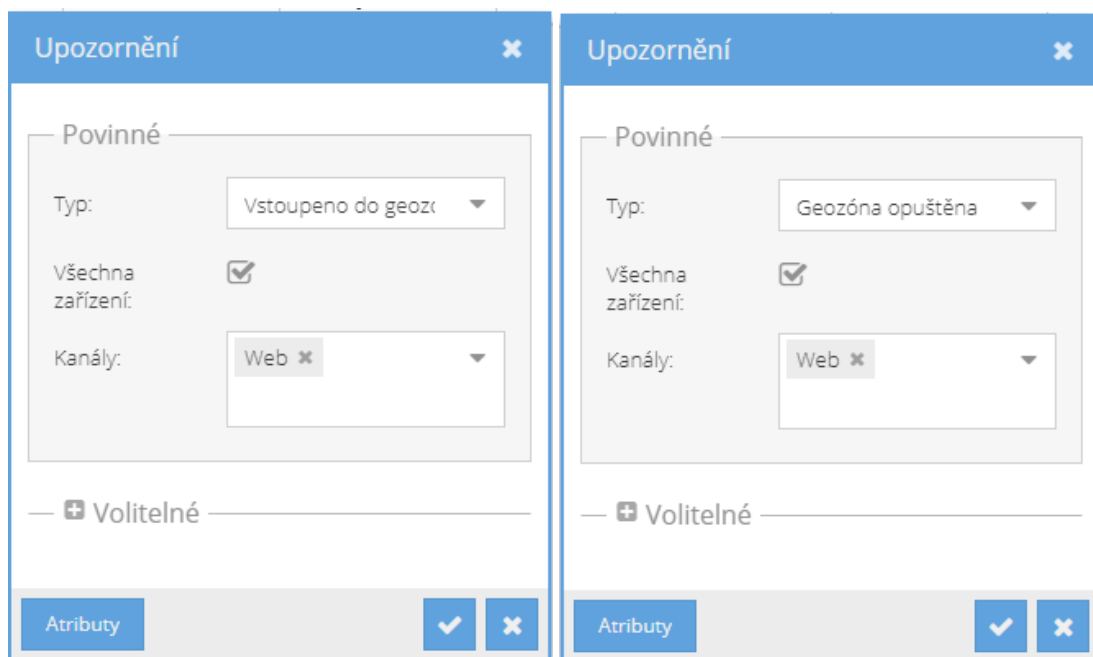 Upozornění
Povinné
Typ:
Vstoupeno do geozo
Všechna
zařízení:
Kanály:
Web
Volitelné
Atributy
Upozornění
Povinné
Typ:
Geozóna opuštěna
Všechna
zařízení:
Kanály:
Web
Volitelné
Atributy